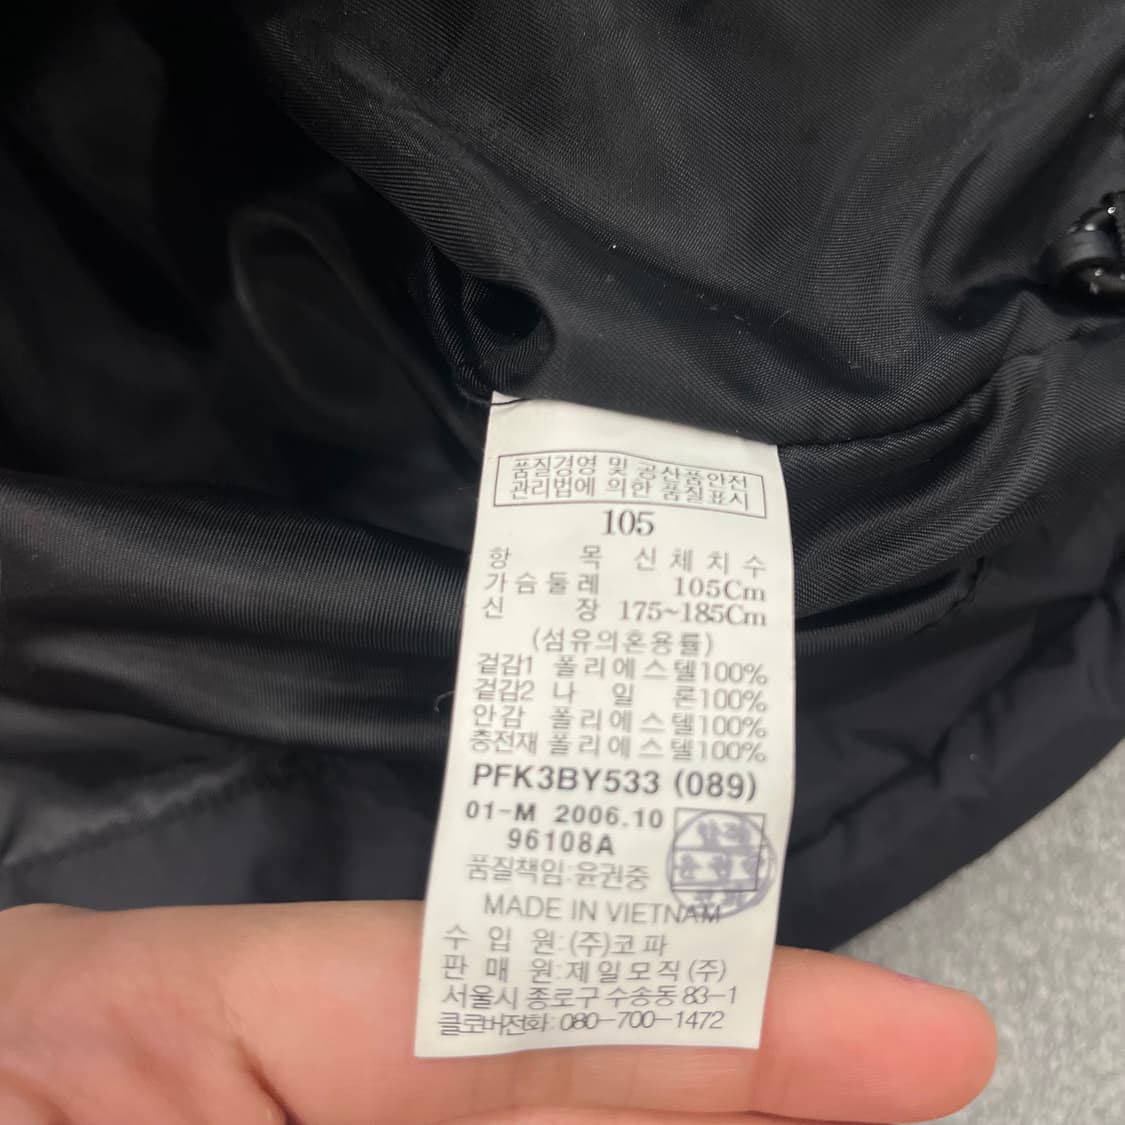 품질경영 및 공산품안전
관리법에 의한 품질표시
105
항 목 신체치수
가슴둘레 105Cm
신 장 175~185Cm
(섬유의혼용률)
겉감1 폴리에스텔100%
겉감2 나 일 론100%
안감 폴리에스텔100%
충전재 폴리에스텔100%
PFK3BY533 (089)
01-M 2006.10
96108A
품질책임:윤권중
MADE IN VIETNAM
수 입 원:(주)코파
판 매 원:제일모직(주)
서울시 종로구 수송동 83-1
클로버전화: 080-700-1472